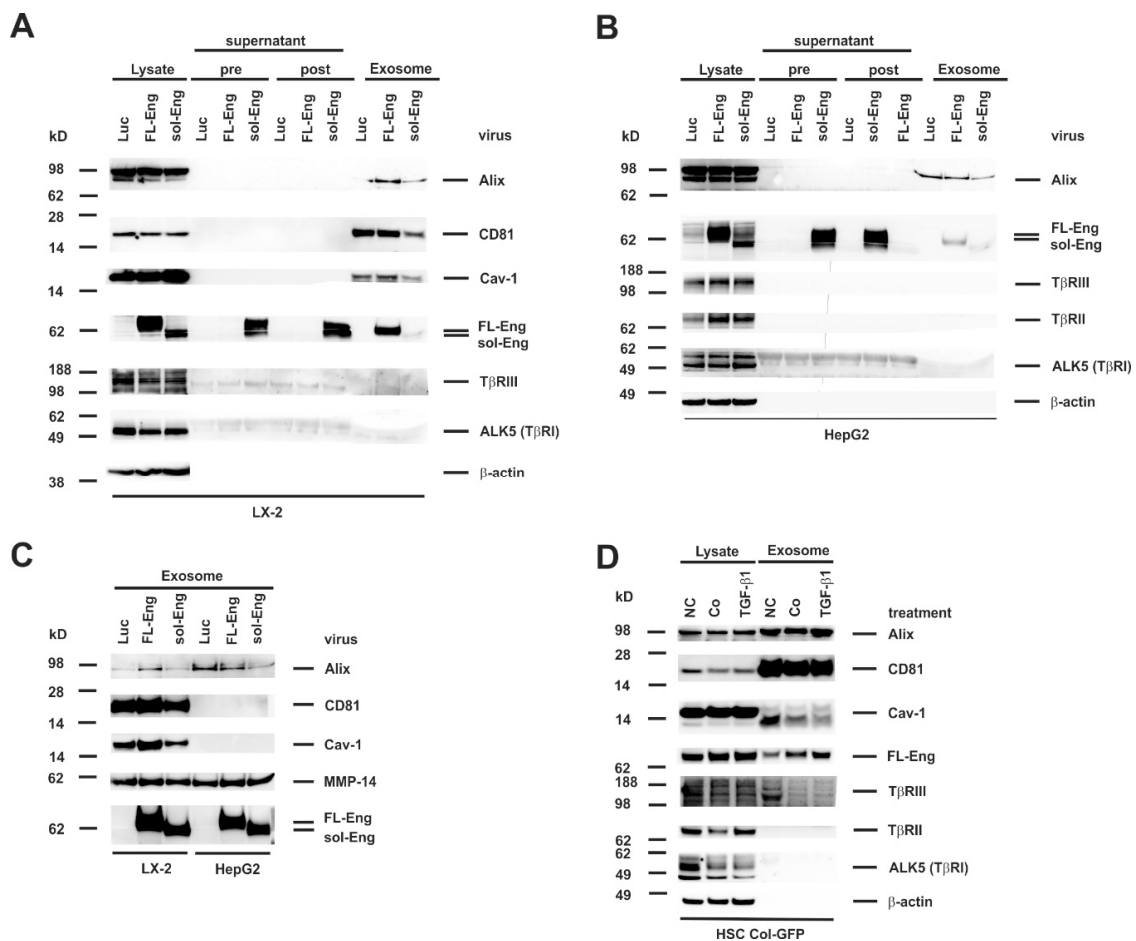 A
supernatant
Lysate pre post Exosome
Luc FL-Eng sol-Eng Luc FL-Eng sol-Eng Luc FL-Eng sol-Eng Luc FL-Eng sol-Eng
kD virus
98 Alix
62
28
CD81
14
Cav-1
14
62 FL-Eng
sol-Eng
188
TβRIII
98
62
49 ALK5 (TβRI)
β-actin
38
LX-2
B
supernatant
Lysate pre post Exosome
Luc FL-Eng sol-Eng Luc FL-Eng sol-Eng Luc sol-Eng FL-Eng Luc FL-Eng sol-Eng
kD virus
98 Alix
62
FL-Eng
62 sol-Eng
188
TβRIII
98
TβRII
62
62
49 ALK5 (TβRI)
49 β-actin
HepG2
C
Exosome
Luc FL-Eng sol-Eng Luc FL-Eng sol-Eng
kD virus
98 Alix
28
CD81
14
Cav-1
14
62 MMP-14
FL-Eng
62 sol-Eng
LX-2 HepG2
D
Lysate Exosome
NC Co TGF-β1 NC Co TGF-β1
kD treatment
98 Alix
28
CD81
14
Cav-1
14
FL-Eng
62
188
TβRIII
98
TβRII
62
62
ALK5 (TβRI)
49
β-actin
49
HSC Col-GFP